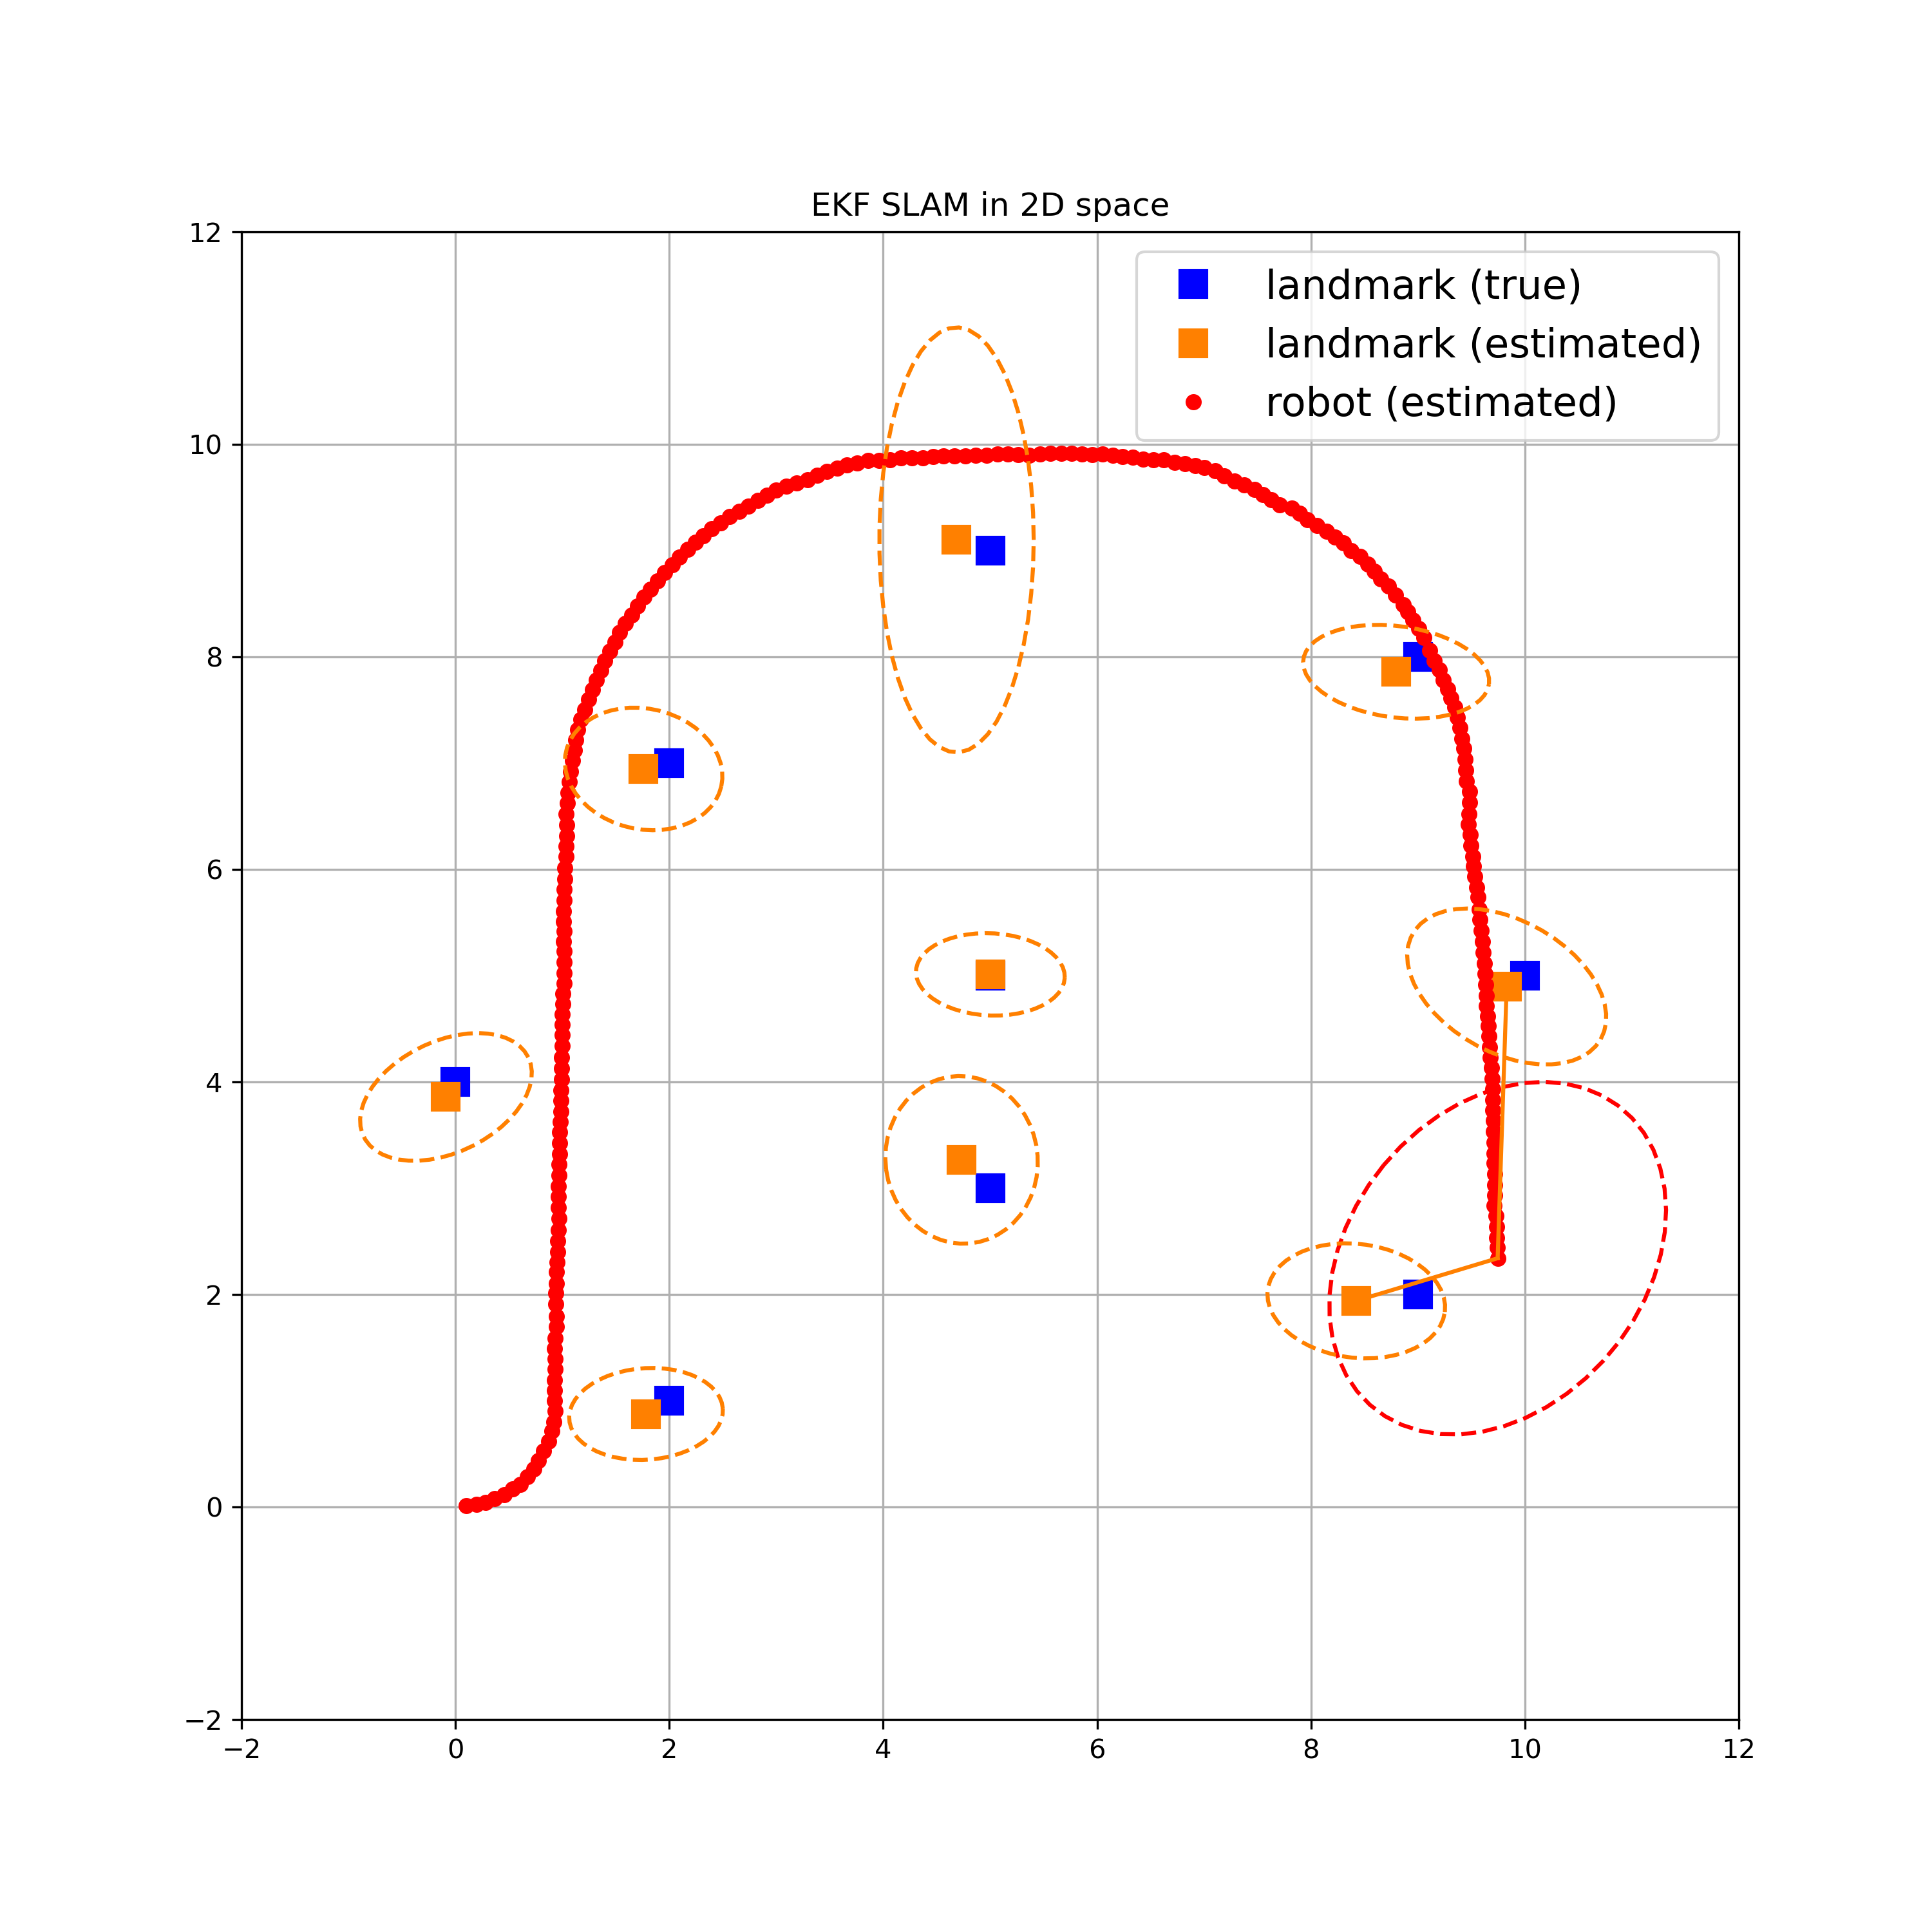 EKF SLAM in 2D space
12
10
8
6
4
2
0
−2
−2 0 2 4 6 8 10 12
landmark (true)
landmark (estimated)
robot (estimated)